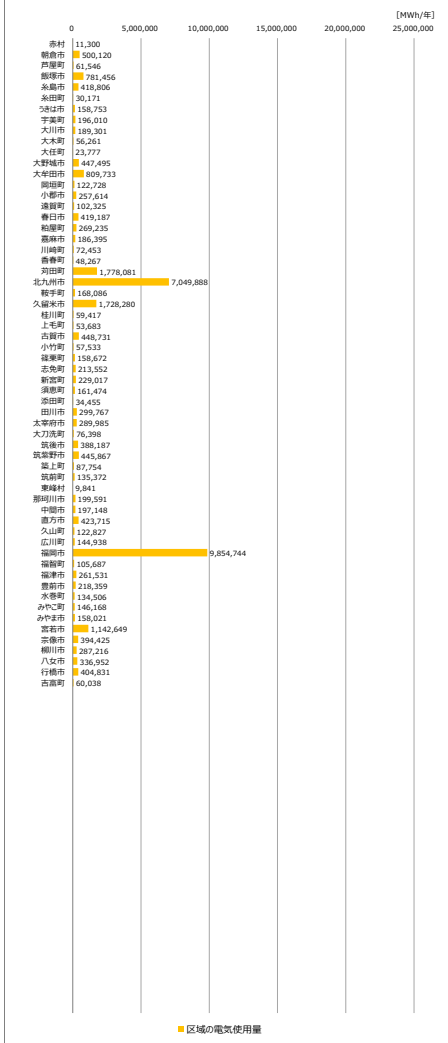 [MWh/年]
0 5,000,000 10,000,000 15,000,000 20,000,000 25,000,000
赤村 11,300
朝倉市 500,120
芦屋町 61,546
飯塚市 781,456
糸島市 418,806
糸田町 30,171
うきは市 158,753
宇美町 196,010
大川市 189,301
大木町 56,261
大任町 23,777
大野城市 447,495
大牟田市 809,733
岡垣町 122,728
小郡市 257,614
遠賀町 102,325
春日市 419,187
粕屋町 269,235
嘉麻市 186,395
川崎町 72,453
香春町 48,267
苅田町 1,778,081
北九州市 7,049,888
鞍手町 168,086
久留米市 1,728,280
桂川町 59,417
上毛町 53,683
古賀市 448,731
小竹町 57,533
篠栗町 158,672
志免町 213,552
新宮町 229,017
須恵町 161,474
添田町 34,455
田川市 299,767
太宰府市 289,985
大刀洗町 76,398
筑後市 388,187
筑紫野市 445,867
築上町 87,754
筑前町 135,372
東峰村 9,841
那珂川市 199,591
中間市 197,148
直方市 423,715
久山町 122,827
広川町 144,938
福岡市 9,854,744
福智町 105,687
福津市 261,531
豊前市 218,359
水巻町 134,506
みやこ町 146,168
みやま市 158,021
宮若市 1,142,649
宗像市 394,425
柳川市 287,216
八女市 336,952
行橋市 404,831
吉富町 60,038
区域の電気使用量